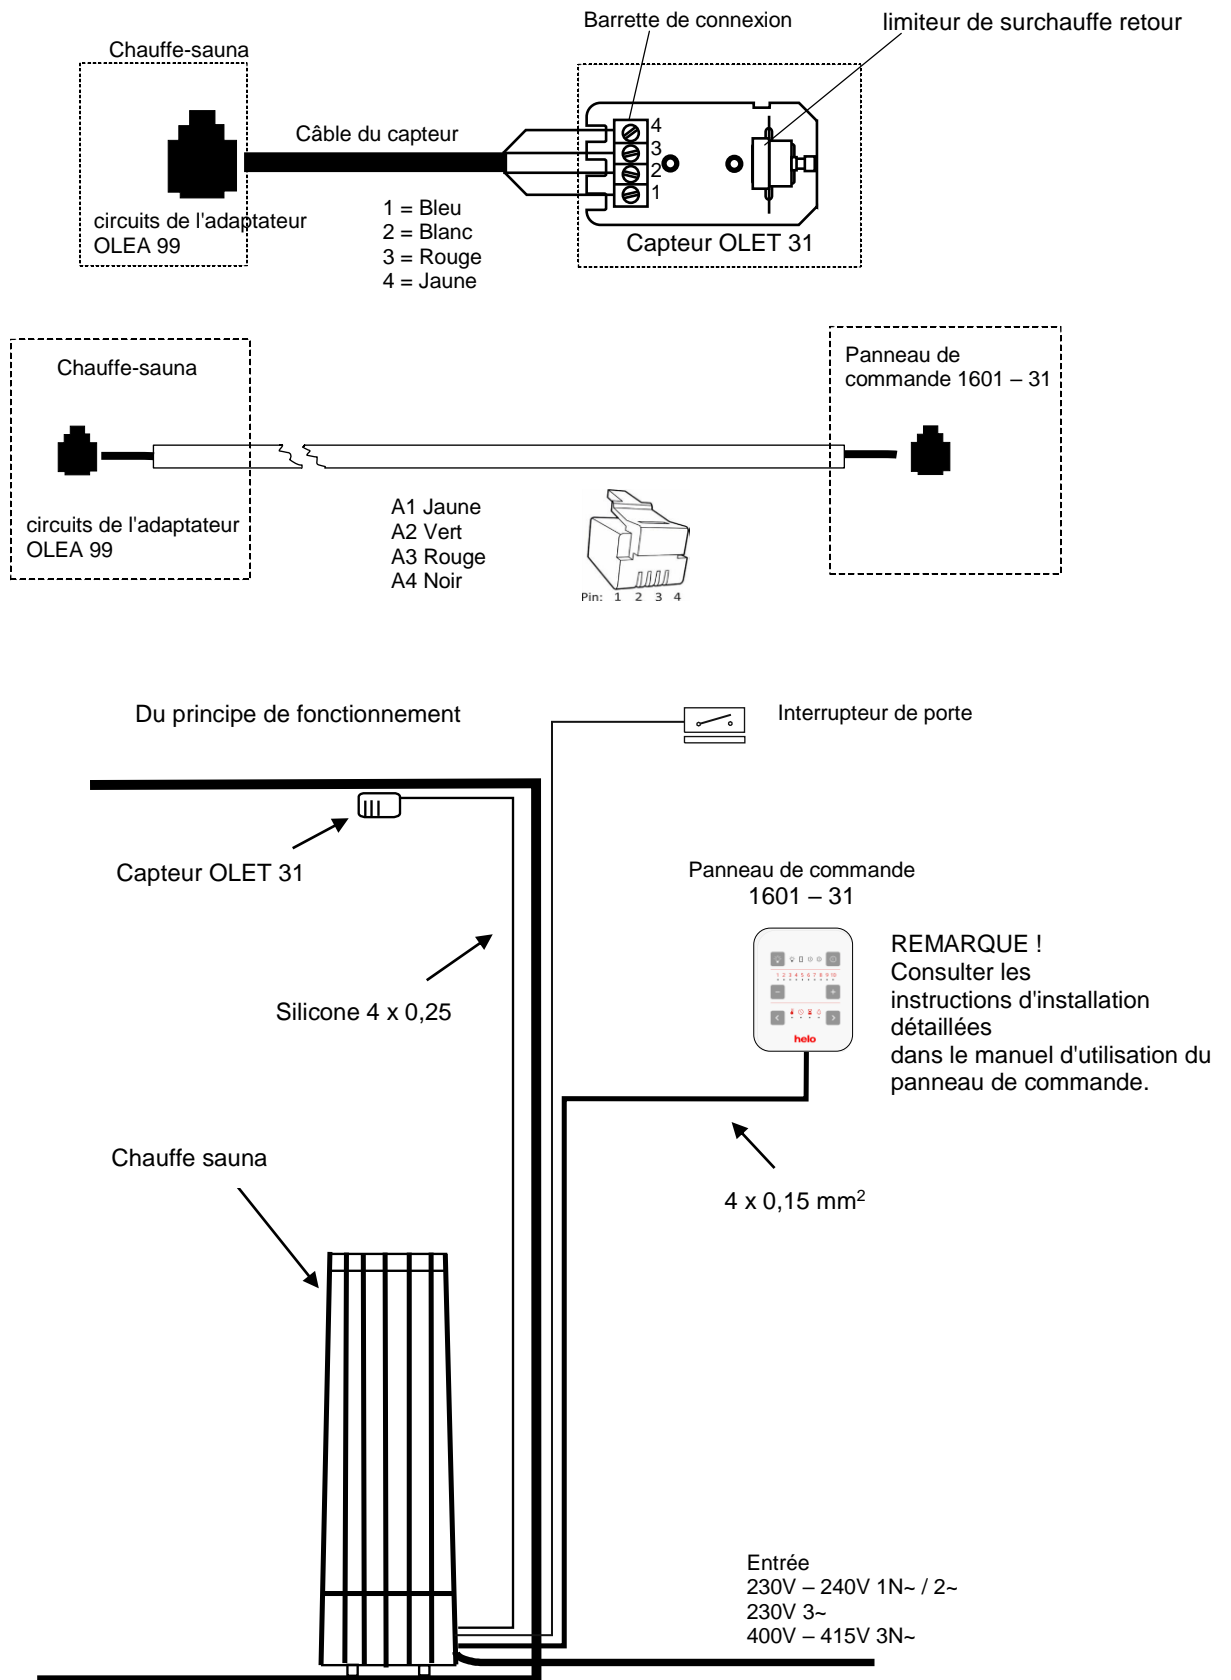 Barrette de connexion
limiteur de surchauffe retour
Chauffe-sauna
Câble du capteur
4
3
2
1
circuits de l'adaptateur
OLEA 99
1 = Bleu
2 = Blanc
3 = Rouge
4 = Jaune
Capteur OLET 31
Chauffe-sauna
Panneau de
commande 1601 – 31
circuits de l'adaptateur
OLEA 99
A1 Jaune
A2 Vert
A3 Rouge
A4 Noir
Pin: 1 2 3 4
Du principe de fonctionnement
Interrupteur de porte
Capteur OLET 31
Panneau de commande
1601 – 31
1 2 3 4 5 6 7 8 9 10
helo
REMARQUE !
Consulter les
instructions d'installation
détaillées
dans le manuel d'utilisation du
panneau de commande.
Silicone 4 x 0,25
Chauffe sauna
4 x 0,15 mm²
Entrée
230V – 240V 1N~ / 2~
230V 3~
400V – 415V 3N~